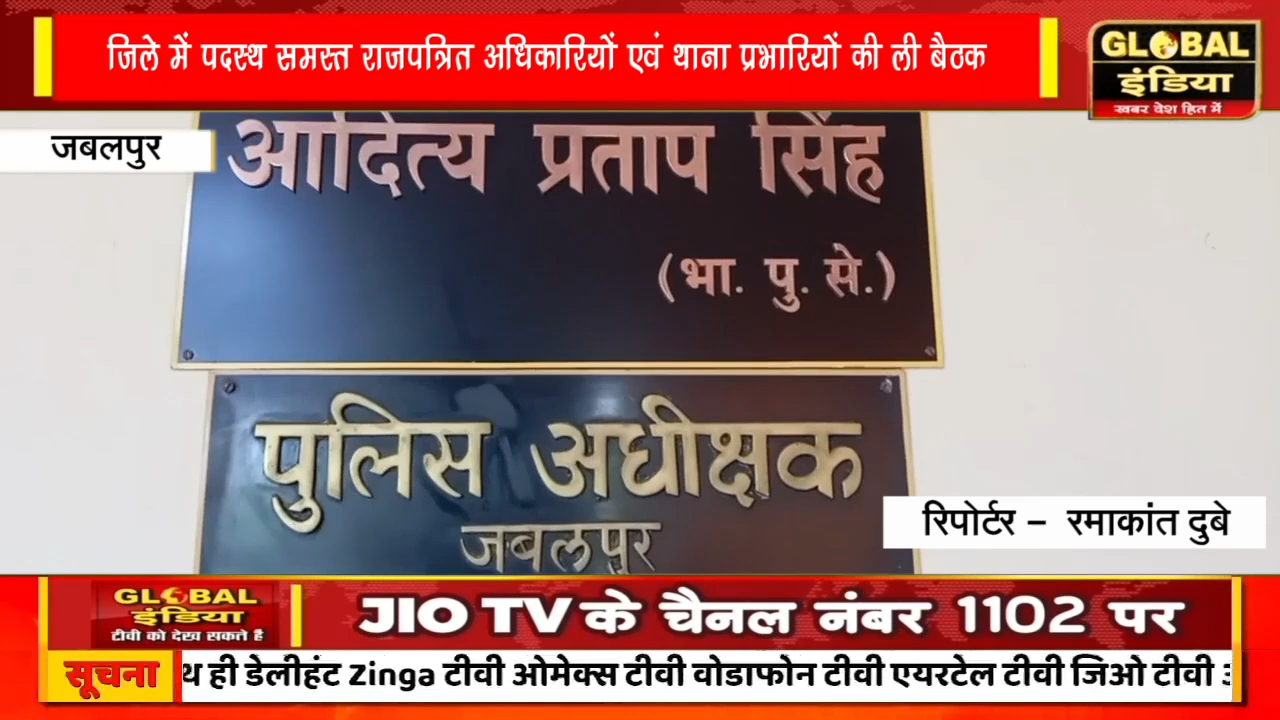 जिले में पदस्थ समस्त राजपत्रित अधिकारियों एवं थाना प्रभारियों की ली बैठक
GLOBAL
इंडिया
खबर देश हित में
जबलपुर
आदित्य प्रताप सिंह
(भा. पु. से.)
पुलिस अधीक्षक
जबलपुर
रिपोर्टर – रमाकांत दुबे
GLOBAL
इंडिया
टीवी को देख सकते है
JIO TV के चैनल नंबर 1102 पर
सूचना
ही डेलीहंट Zinga टीवी ओमेक्स टीवी वोडाफोन टीवी एयरटेल टीवी जिओ टीवी